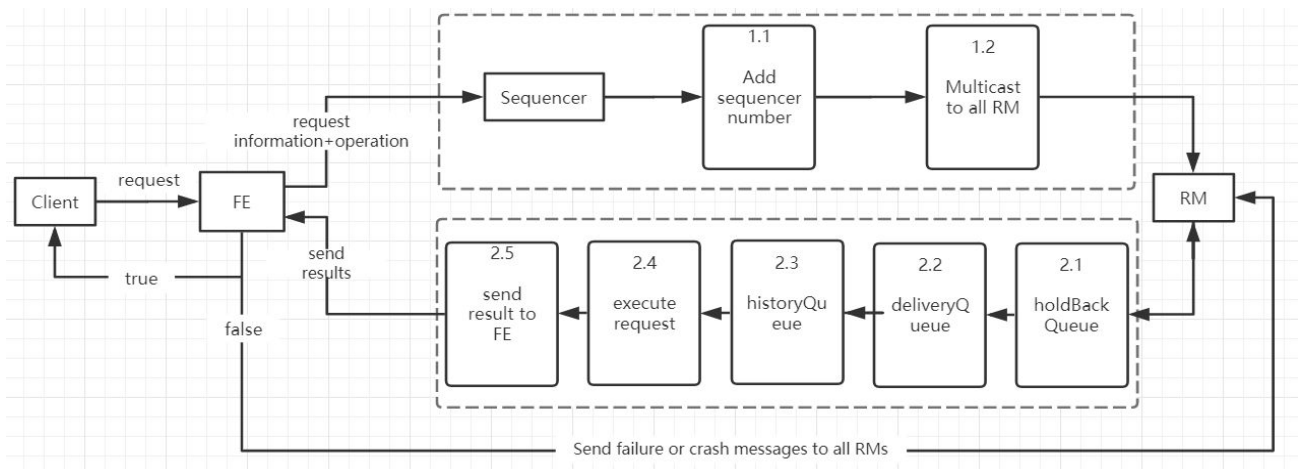 Client
request
FE
request
information+operation
Sequencer
1.1
Add
sequencer
number
1.2
Multicast
to all RM
RM
true
false
send
results
2.5
send
result to
FE
2.4
execute
request
2.3
historyQu
eue
2.2
deliveryQ
ueue
2.1
holdBack
Queue
Send failure or crash messages to all RMs